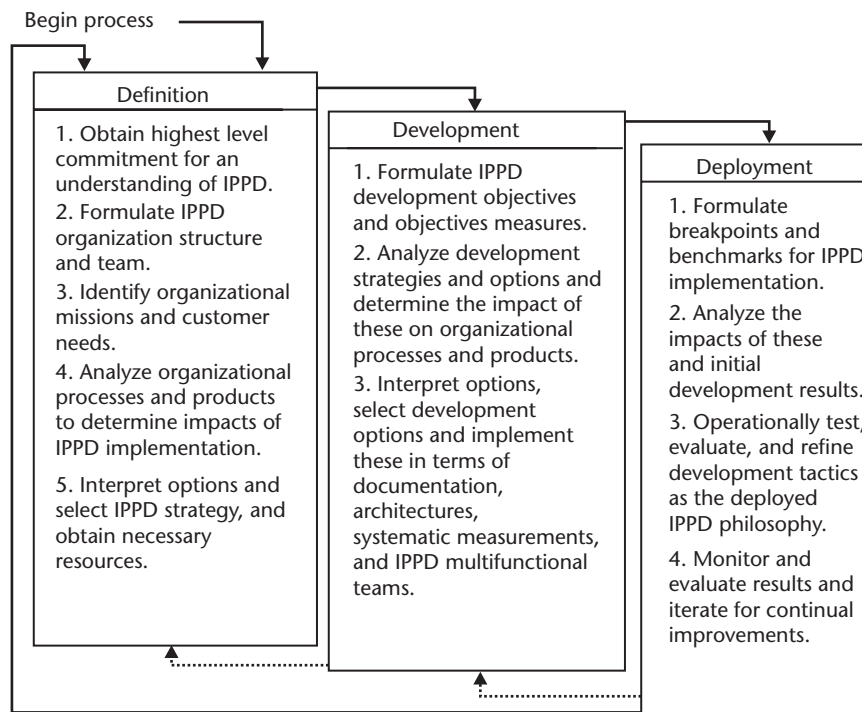 Begin process
Definition
1. Obtain highest level
commitment for an
understanding of IPPD.
2. Formulate IPPD
organization structure
and team.
3. Identify organizational
missions and customer
needs.
4. Analyze organizational
processes and products
to determine impacts of
IPPD implementation.
5. Interpret options and
select IPPD strategy, and
obtain necessary
resources.
Development
1. Formulate IPPD
development objectives
and objectives measures.
2. Analyze development
strategies and options and
determine the impact of
these on organizational
processes and products.
3. Interpret options,
select development
options and implement
these in terms of
documentation,
architectures,
systematic measurements,
and IPPD multifunctional
teams.
Deployment
1. Formulate
breakpoints and
benchmarks for IPPD
implementation.
2. Analyze the
impacts of these
and initial
development results.
3. Operationally test,
evaluate, and refine
development tactics
as the deployed
IPPD philosophy.
4. Monitor and
evaluate results and
iterate for continual
improvements.